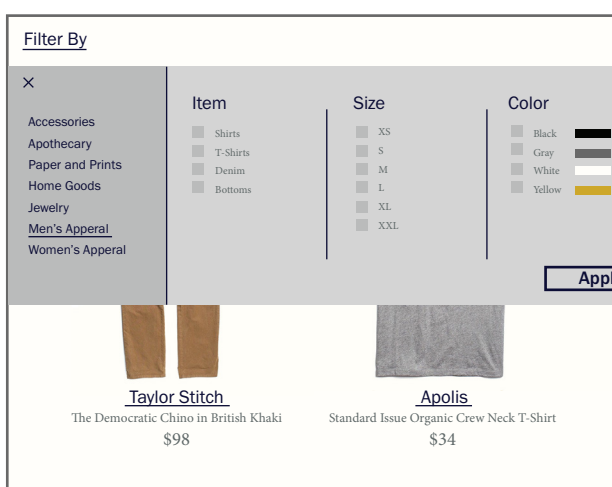 Filter By
×
Accessories
Apothecary
Paper and Prints
Home Goods
Jewelry
Men's Apperal
Women's Apperal
Item
Shirts
T-Shirts
Denim
Bottoms
Size
XS
S
M
L
XL
XXL
Color
Black
Gray
White
Yellow
Appl
Taylor Stitch
The Democratic Chino in British Khaki
$98
Apolis
Standard Issue Organic Crew Neck T-Shirt
$34